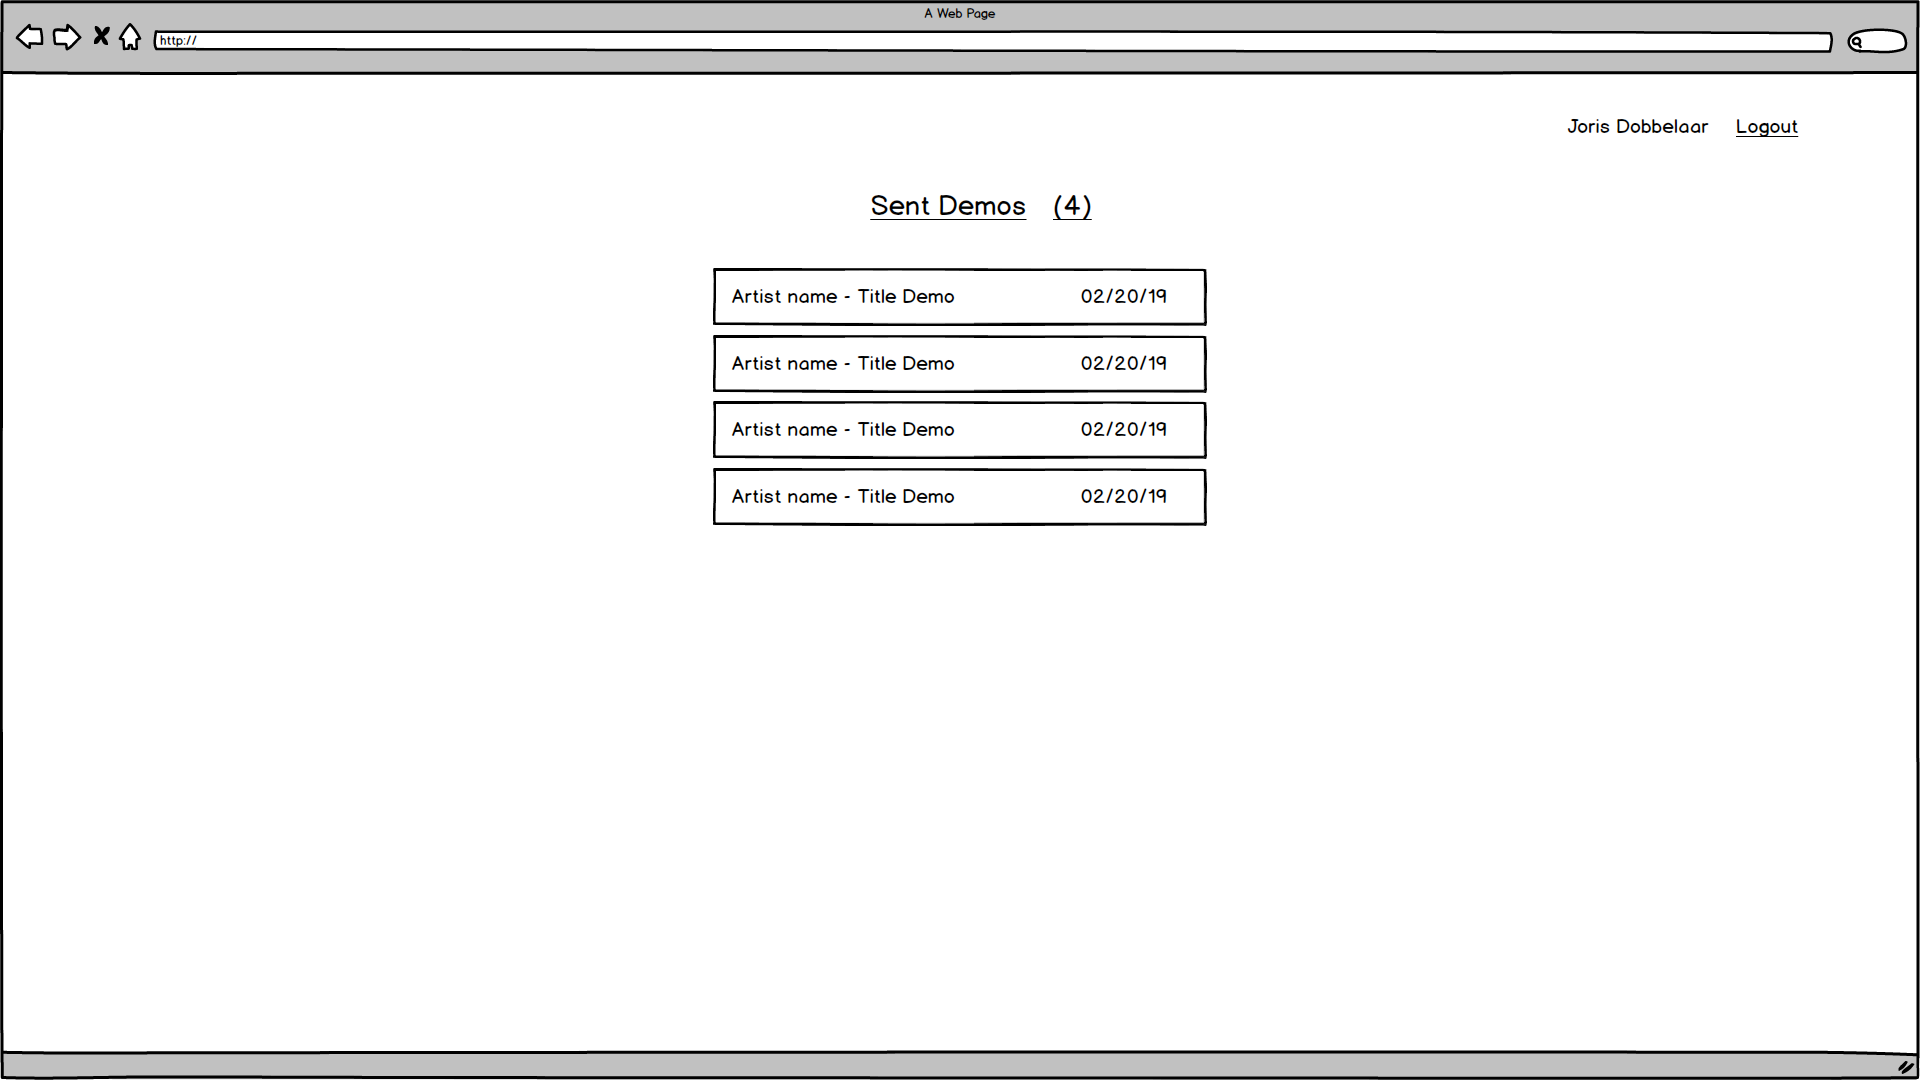 A Web Page
http://
Joris Dobbelaar Logout
Sent Demos (4)
Artist name - Title Demo 02/20/19
Artist name - Title Demo 02/20/19
Artist name - Title Demo 02/20/19
Artist name - Title Demo 02/20/19